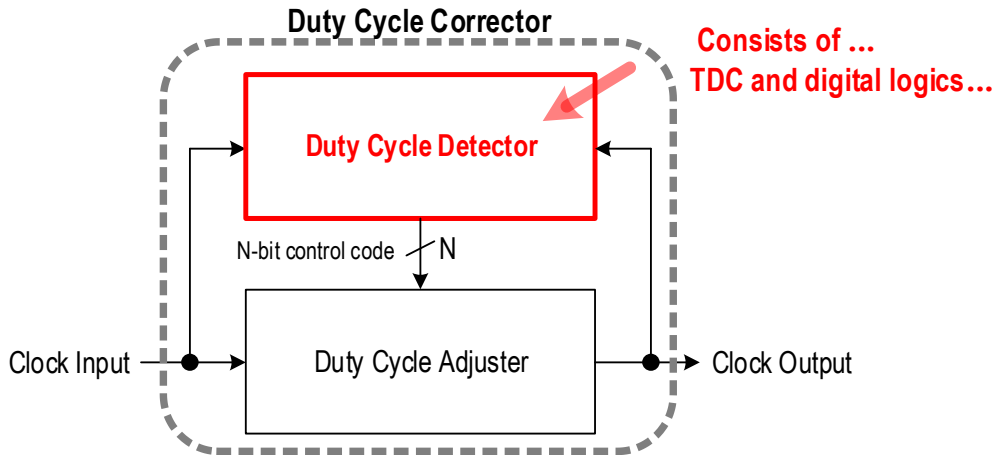 Duty Cycle Corrector
Consists of ...
TDC and digital logics...
Duty Cycle Detector
N-bit control code
N
Clock Input
Duty Cycle Adjuster
Clock Output